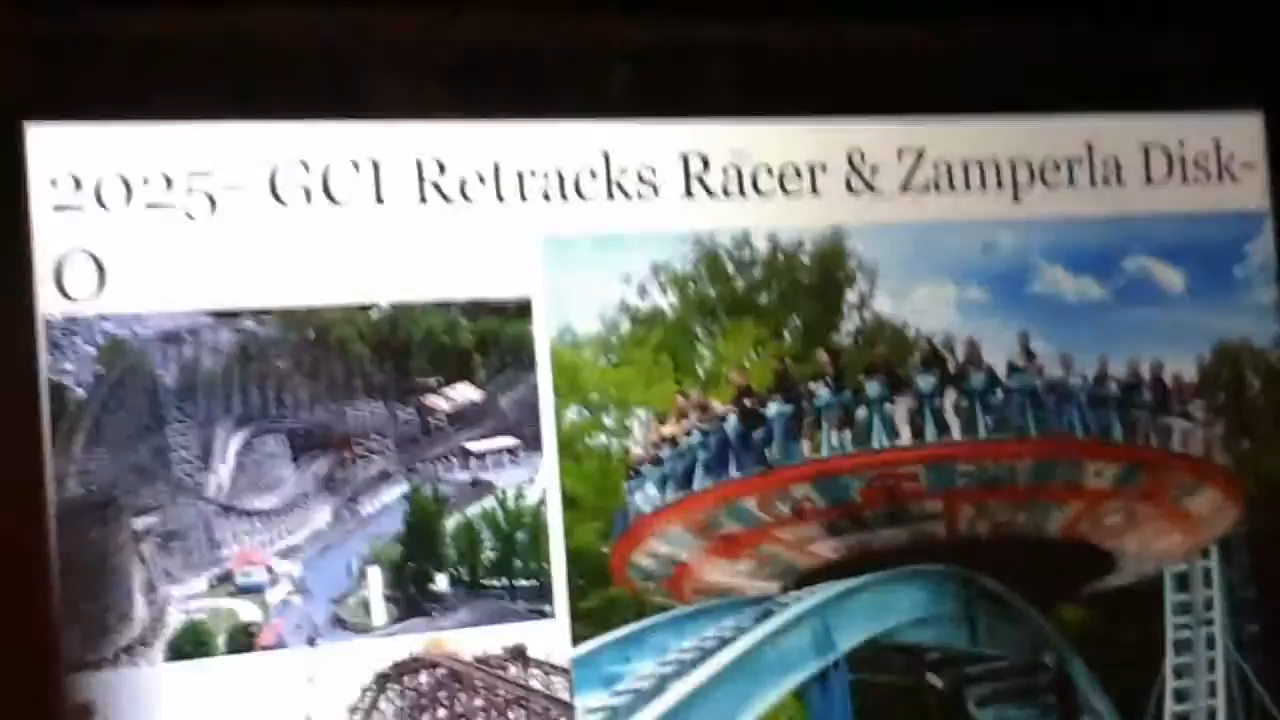 2025- GCI Retracks Racer & Zamperla Disk-
O